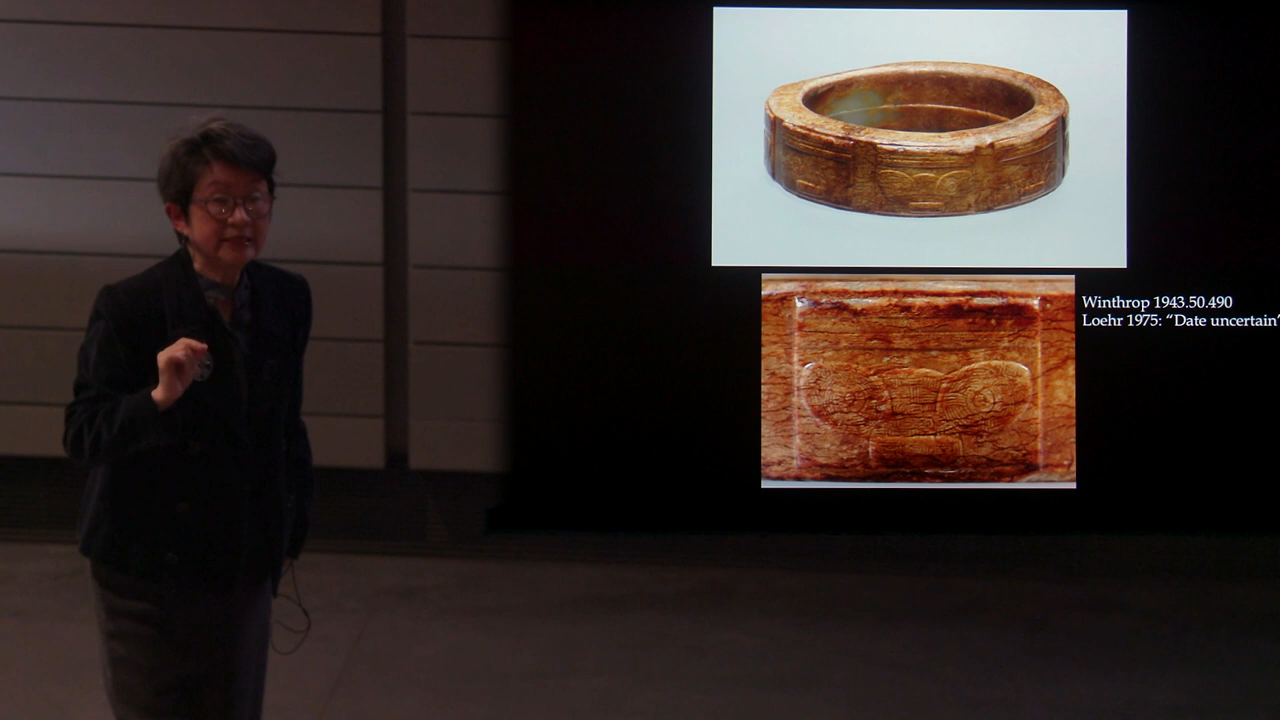 Winthrop 1943.50.490
Loehr 1975: “Date uncertain”